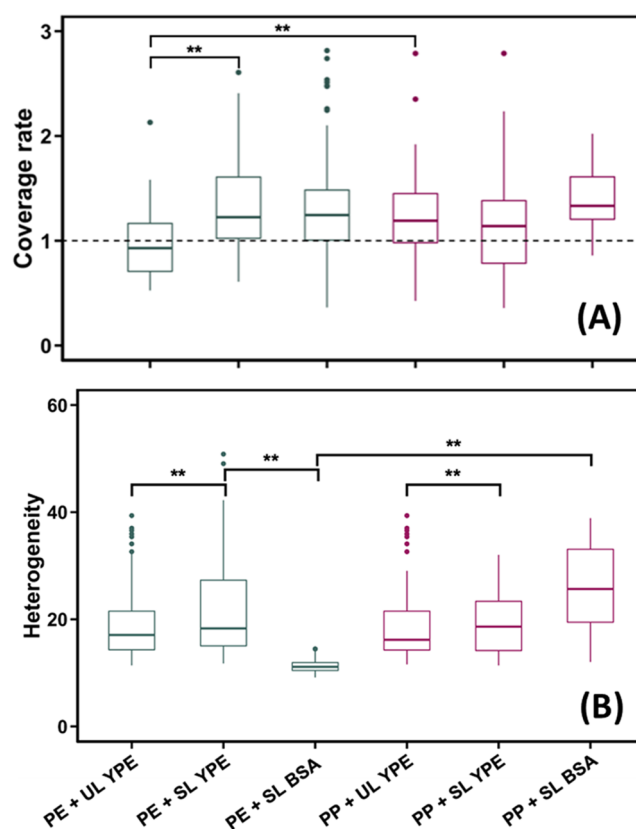 3
**
**
2
Coverage rate
1
(A)
0
60
**
**
**
**
40
Heterogeneity
20
(B)
0
PE + UL YPE
PE + SL YPE
PE + SL BSA
PP + UL YPE
PP + SL YPE
PP + SL BSA